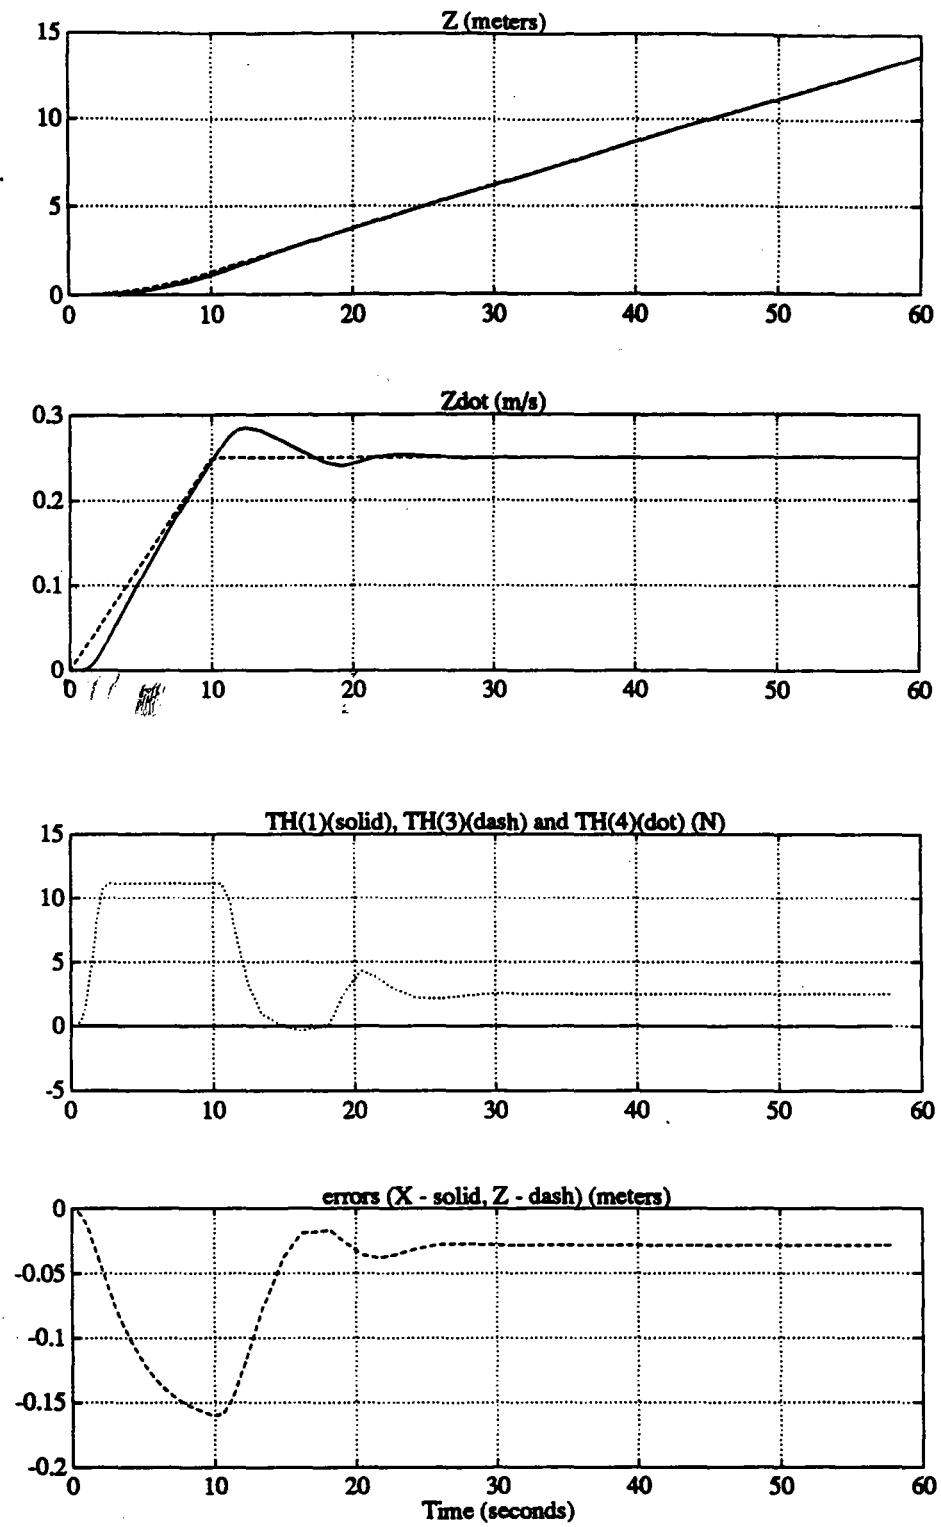 Z (meters)
15
10
5
0
0 10 20 30 40 50 60
Zdot (m/s)
0.3
0.2
0.1
0
0 10 20 30 40 50 60
TH(1)(solid), TH(3)(dash) and TH(4)(dot) (N)
15
10
5
0
-5
0 10 20 30 40 50 60
errors (X - solid, Z - dash) (meters)
0
-0.05
-0.1
-0.15
-0.2
0 10 20 30 40 50 60
Time (seconds)